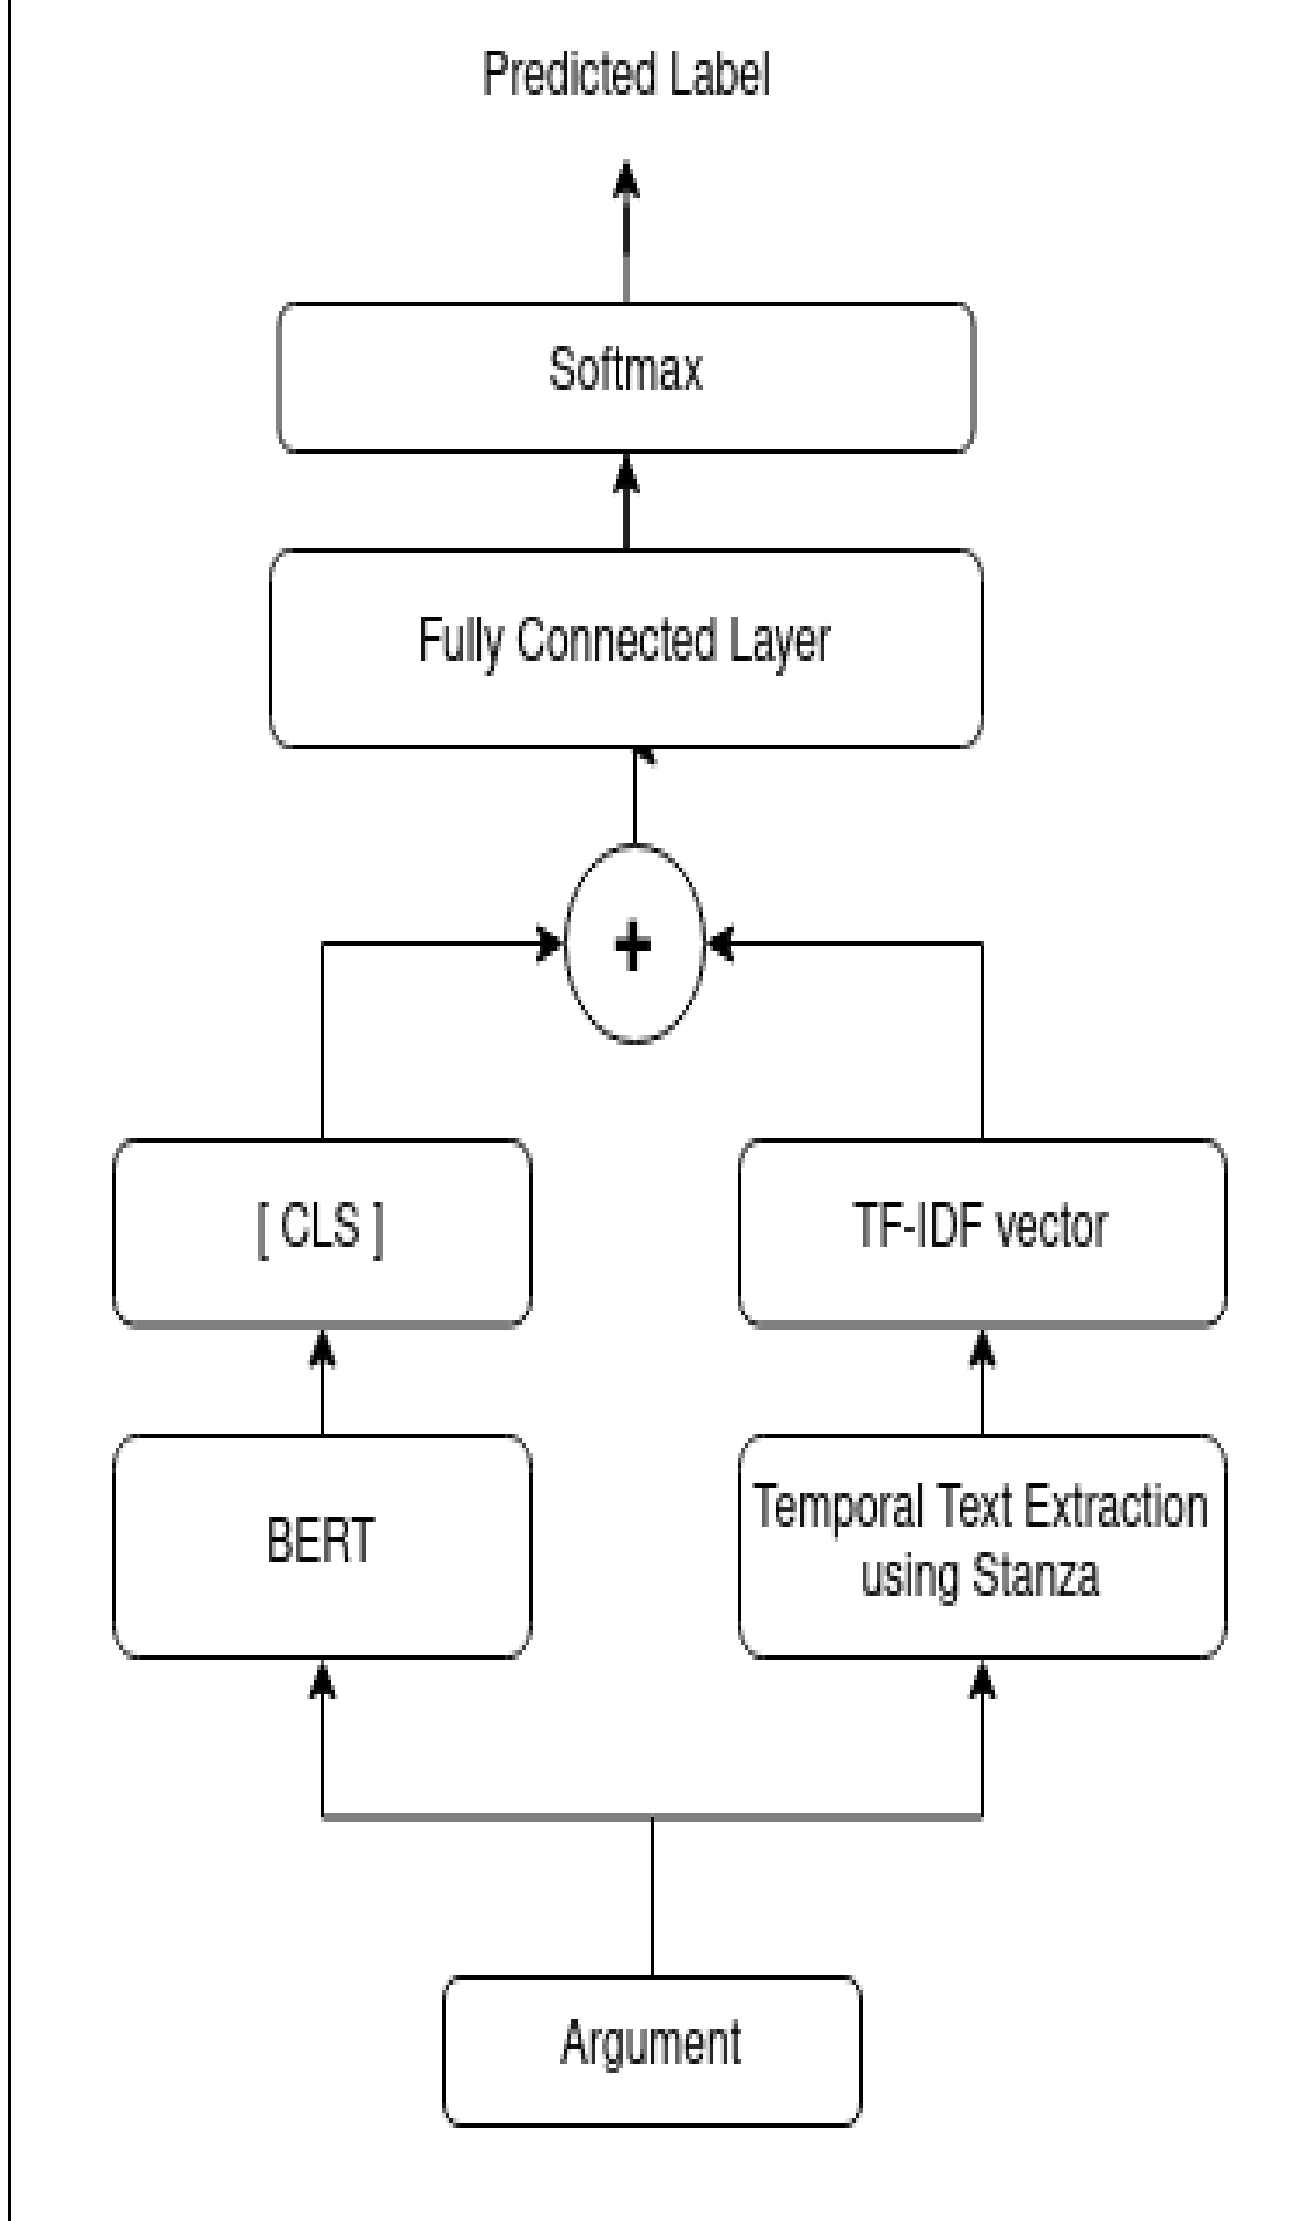 Predicted Label
Softmax
Fully Connected Layer
+
[ CLS ]
TF-IDF vector
BERT
Temporal Text Extraction
using Stanza
Argument